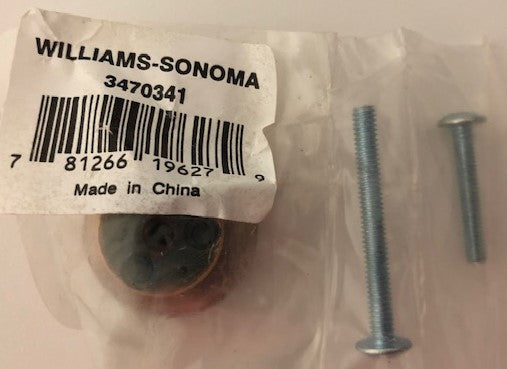 WILLIAMS-SONOMA
3470341
7 81266 19627 9
Made in China